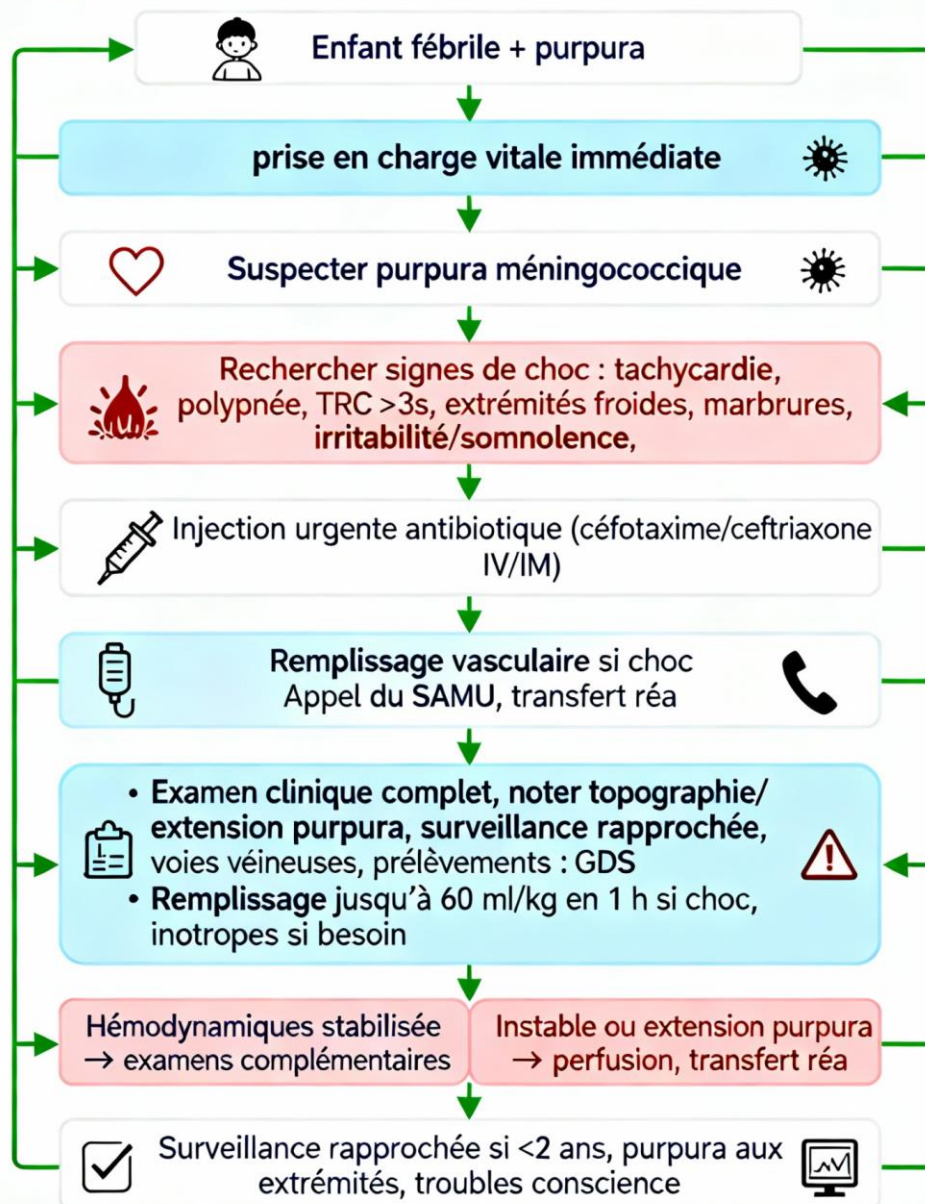 Enfant fébrile + purpura
prise en charge vitale immédiate
Suspecter purpura méningococcique
Rechercher signes de choc : tachycardie,
polypnée, TRC >3s, extrémités froides, marbrures,
irritabilité/somnolence,
Injection urgente antibiotique (céfotaxime/ceftriaxone
IV/IM)
Remplissage vasculaire si choc
Appel du SAMU, transfert réa
• Examen clinique complet, noter topographie/
extension purpura, surveillance rapprochée,
voies véineuses, prélèvements : GDS
• Remplissage jusqu'à 60 ml/kg en 1 h si choc,
inotropes si besoin
Hémodynamiques stabilisée
→ examens complémentaires
Instable ou extension purpura
→ perfusion, transfert réa
Surveillance rapprochée si <2 ans, purpura aux
extrémités, troubles conscience